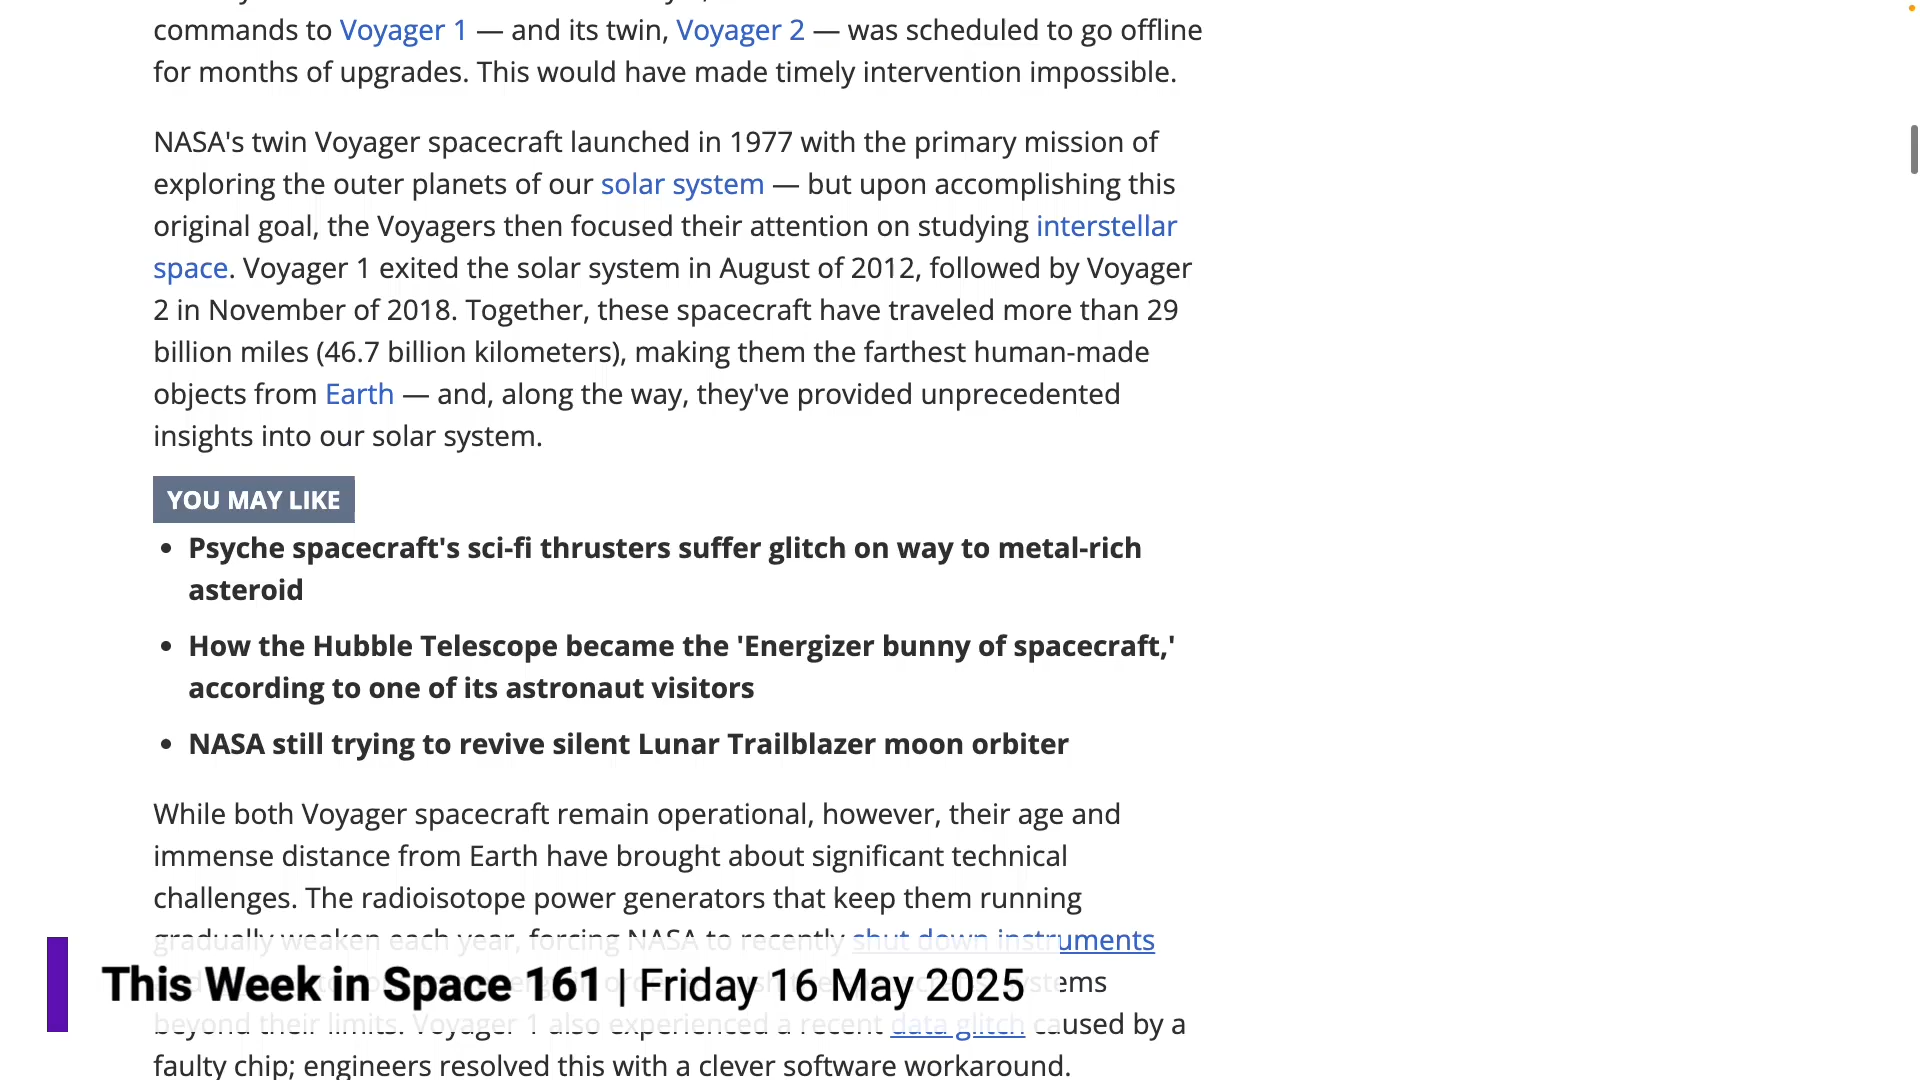 commands to Voyager 1 — and its twin, Voyager 2 — was scheduled to go offline
for months of upgrades. This would have made timely intervention impossible.
NASA's twin Voyager spacecraft launched in 1977 with the primary mission of
exploring the outer planets of our solar system — but upon accomplishing this
original goal, the Voyagers then focused their attention on studying interstellar
space. Voyager 1 exited the solar system in August of 2012, followed by Voyager
2 in November of 2018. Together, these spacecraft have traveled more than 29
billion miles (46.7 billion kilometers), making them the farthest human-made
objects from Earth — and, along the way, they've provided unprecedented
insights into our solar system.
YOU MAY LIKE
• Psyche spacecraft's sci-fi thrusters suffer glitch on way to metal-rich
asteroid
• How the Hubble Telescope became the 'Energizer bunny of spacecraft,'
according to one of its astronaut visitors
• NASA still trying to revive silent Lunar Trailblazer moon orbiter
While both Voyager spacecraft remain operational, however, their age and
immense distance from Earth have brought about significant technical
challenges. The radioisotope power generators that keep them running
gradually weaken each year, forcing NASA to recently shut down instruments
This Week in Space 161 | Friday 16 May 2025
beyond their limits. Voyager 1 also experienced a recent data glitch caused by a
faulty chip; engineers resolved this with a clever software workaround.